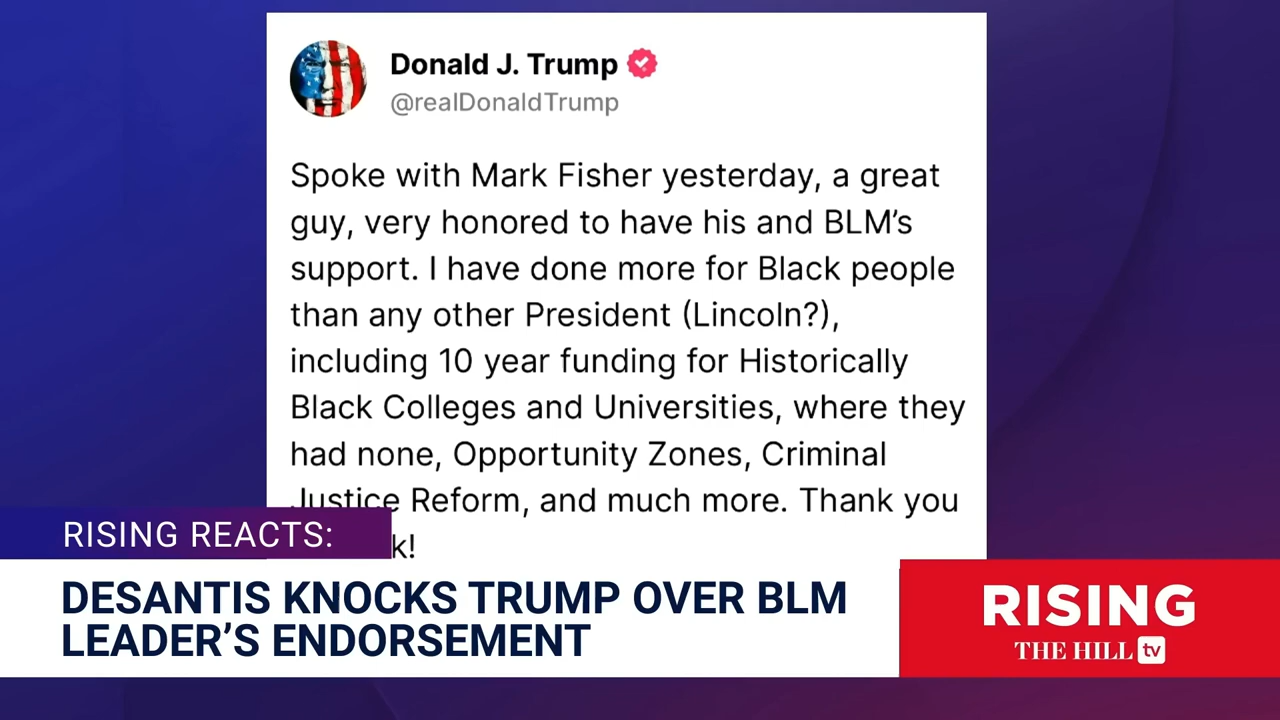 Donald J. Trump
@realDonaldTrump
Spoke with Mark Fisher yesterday, a great
guy, very honored to have his and BLM’s
support. I have done more for Black people
than any other President (Lincoln?),
including 10 year funding for Historically
Black Colleges and Universities, where they
had none, Opportunity Zones, Criminal
Justice Reform, and much more. Thank you
k!
RISING REACTS:
DESANTIS KNOCKS TRUMP OVER BLM
LEADER’S ENDORSEMENT
RISING
THE HILL tv